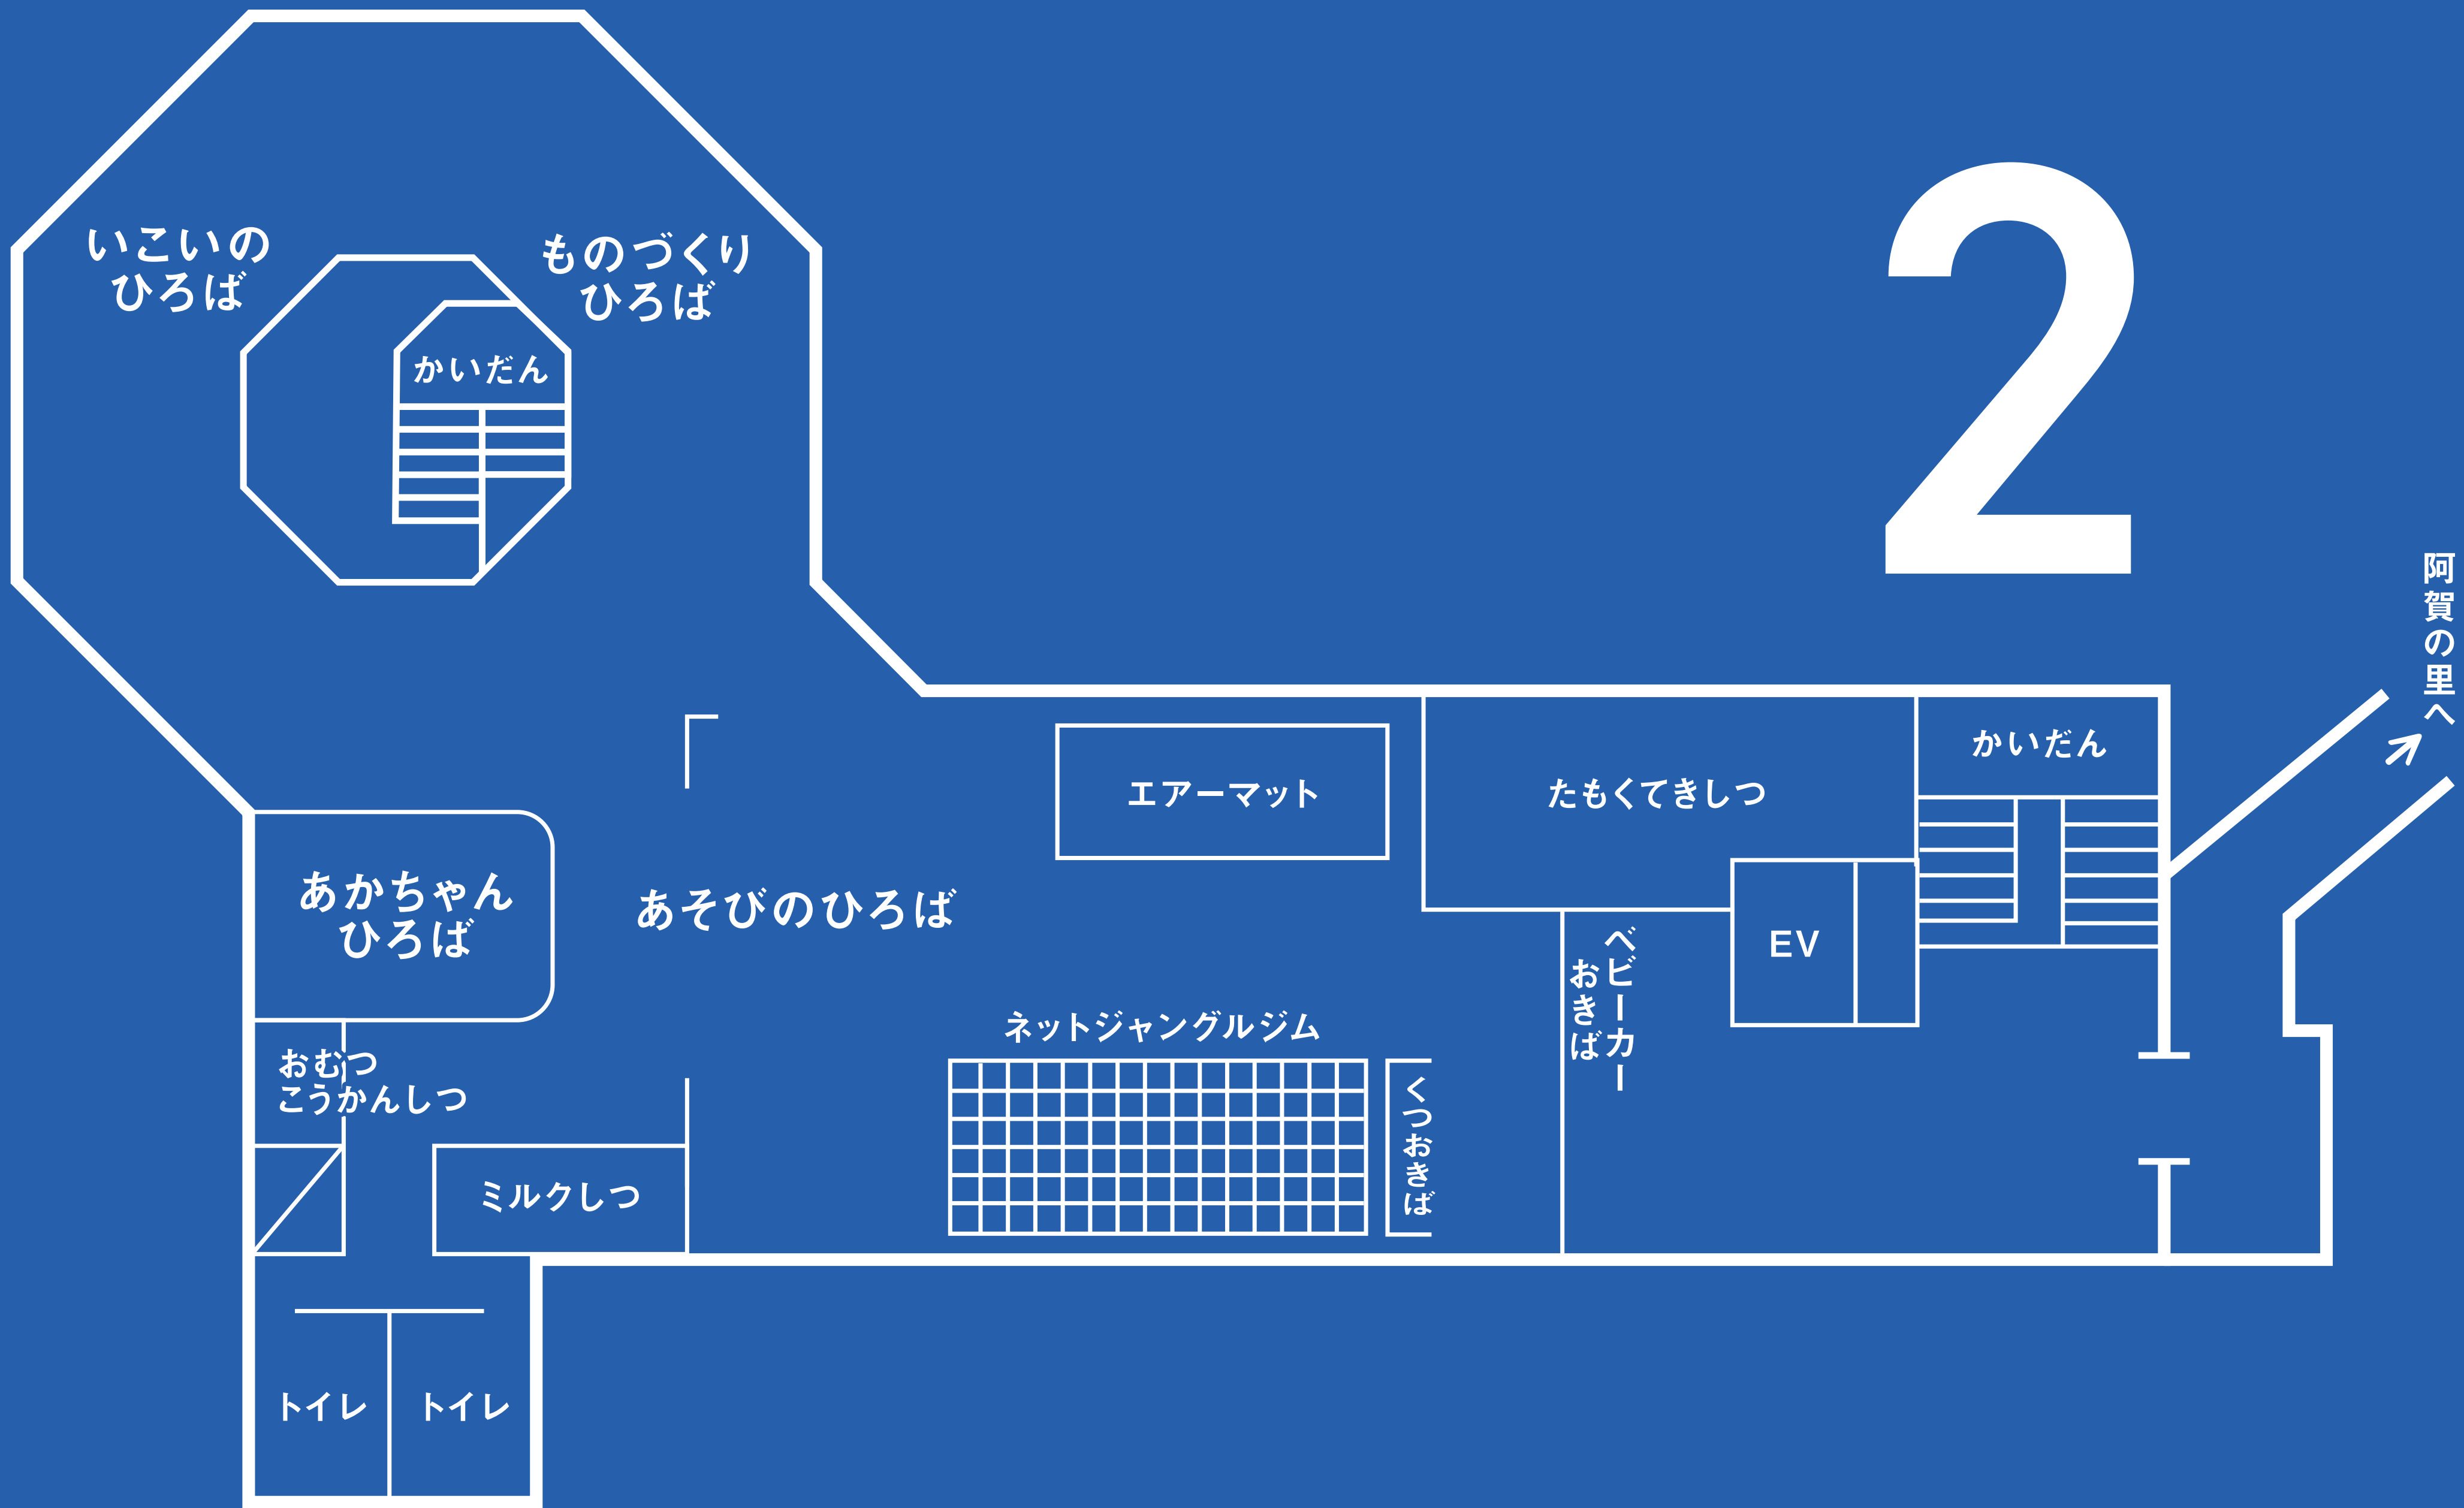 2
いこいの
ひろば
ものづくり
ひろば
かいだん
阿賀の里へ
かいだん
エアーマット
たもくてきしつ
あかちゃん
ひろば
あそびのひろば
EV
ベビーカー
おきば
ネットジャングルジム
くつおきば
おむつ
こうかんしつ
ミルクしつ
トイレ
トイレ